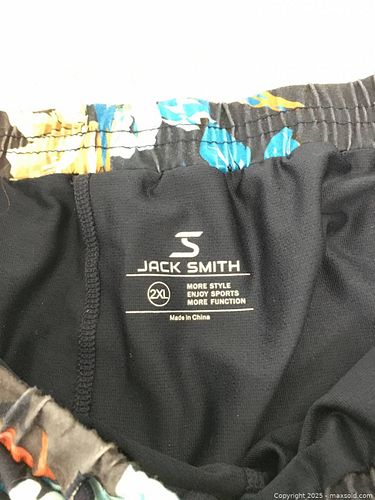 JACK SMITH
2XL
MORE STYLE
ENJOY SPORTS
MORE FUNCTION
Made in China
Copyright 2025 - maxsold.com